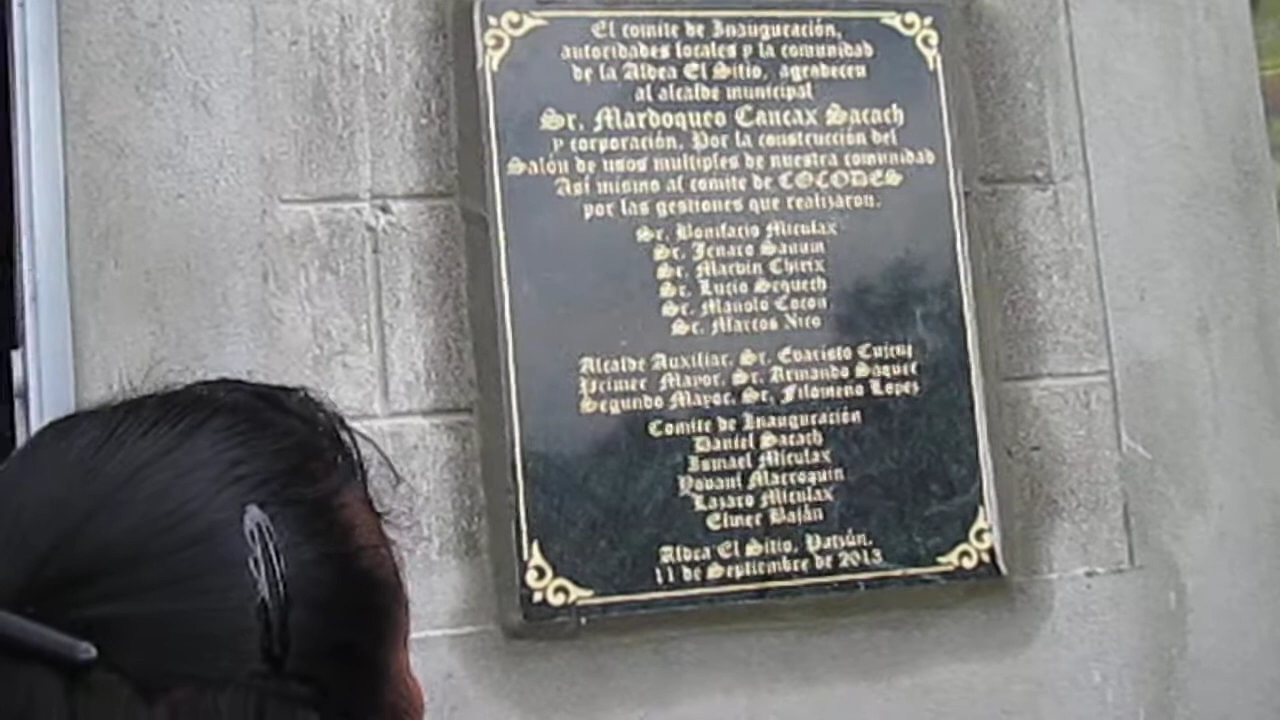 El comite de Inauguración,
autoridades locales y la comunidad
de la Aldea El Sitio, agradecen
al alcalde municipal
Sr. Mardoqueo Cancax Sacach
y corporación. Por la construcción del
Salón de usos multiples de nuestra comunidad
Así mismo al comite de COCODES
por las gestiones que realizaron.
Sr. Bonifacio Miculax
Sr. Jenaro Sanum
Sr. Marvin Chirix
Sr. Lucio Sequech
Sr. Manolo Cocon
Sr. Marcos Nico
Alcalde Auxiliar, Sr. Evaristo
Primer Mayor, Sr. Armando Saquec
Segundo Mayor, Sr, Filomeno Lopez
Comite de Inauguración
Daniel Sacach
Ismael Miculax
Yovani Marroquin
Lazaro Miculax
Elmer Baján
Aldea El Sitio, Patzún,
11 de Septiembre de 2013